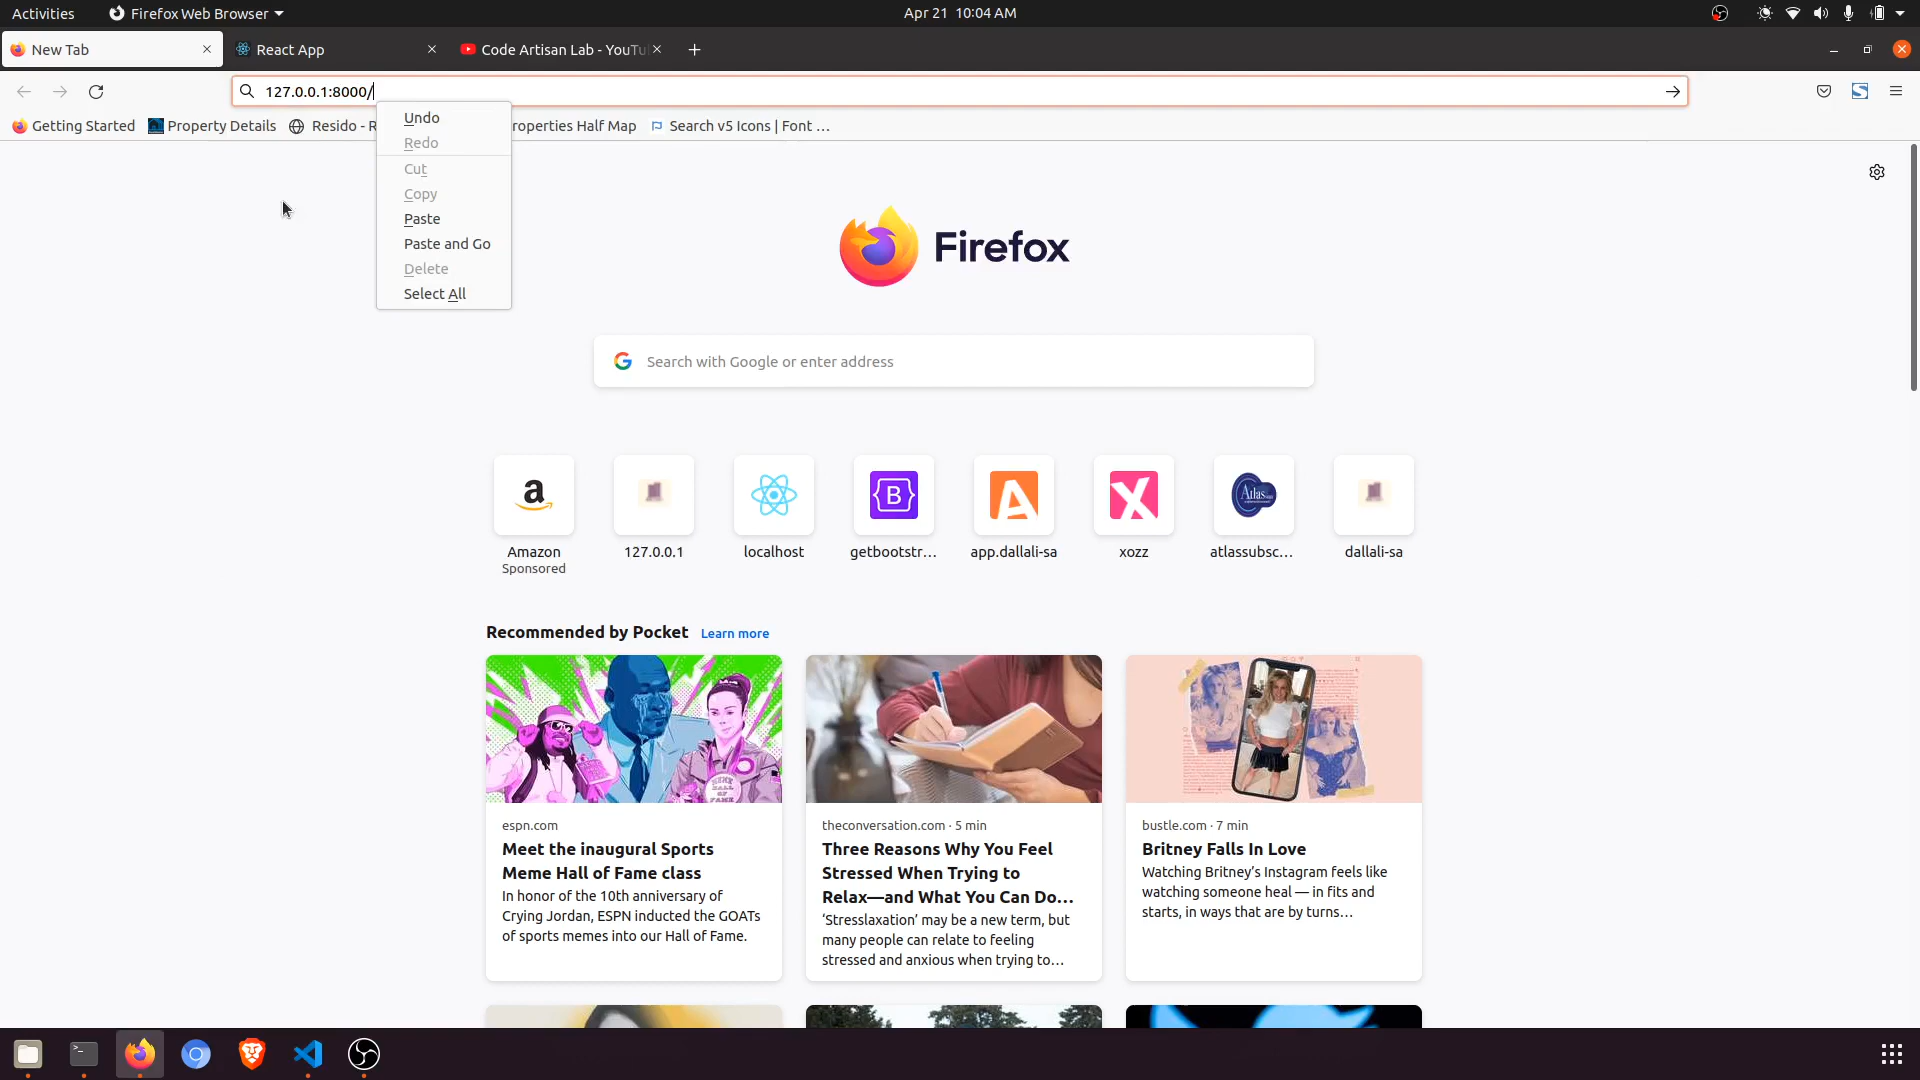 Activities
Firefox Web Browser
Apr 21 10:04 AM
New Tab
React App
Code Artisan Lab - YouTu
127.0.0.1:8000/
Getting Started
Property Details
Resido - R
roperties Half Map
Search v5 Icons | Font …
Undo
Redo
Cut
Copy
Paste
Paste and Go
Delete
Select All
Firefox
Search with Google or enter address
Amazon
Sponsored
127.0.0.1
localhost
getbootstr…
app.dallali-sa
xozz
atlassubsc…
dallali-sa
Recommended by Pocket
Learn more
espn.com
Meet the inaugural Sports
Meme Hall of Fame class
In honor of the 10th anniversary of
Crying Jordan, ESPN inducted the GOATs
of sports memes into our Hall of Fame.
theconversation.com · 5 min
Three Reasons Why You Feel
Stressed When Trying to
Relax—and What You Can Do…
‘Stresslaxation’ may be a new term, but
many people can relate to feeling
stressed and anxious when trying to…
bustle.com · 7 min
Britney Falls In Love
Watching Britney’s Instagram feels like
watching someone heal — in fits and
starts, in ways that are by turns…